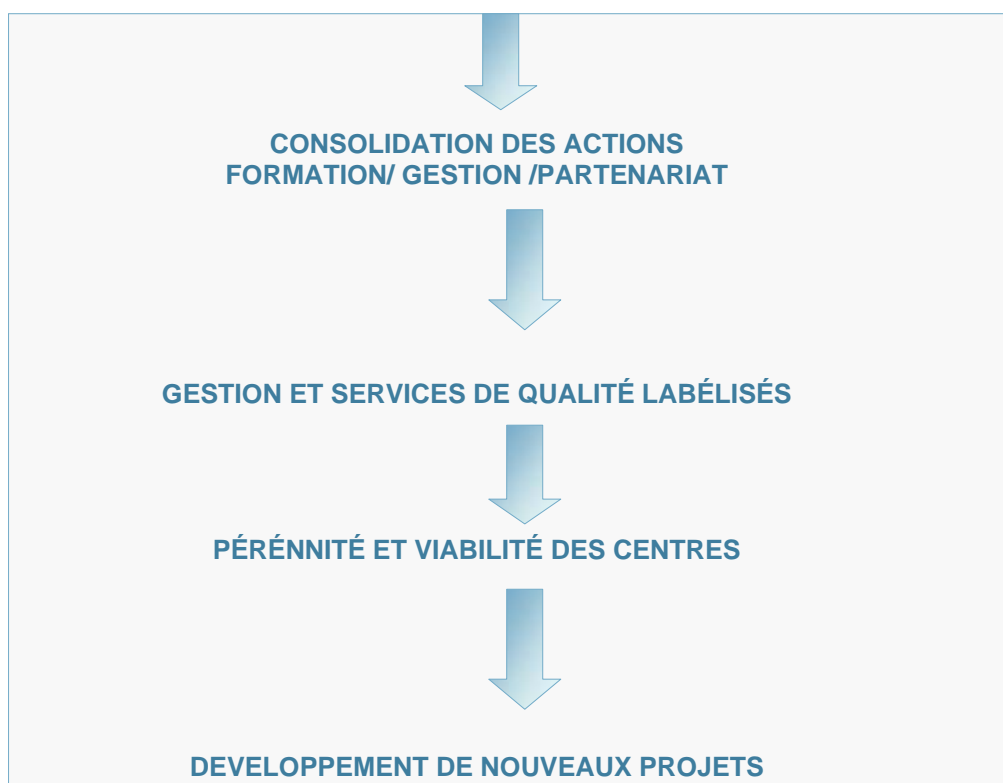 CONSOLIDATION DES ACTIONS
FORMATION/ GESTION /PARTENARIAT
GESTION ET SERVICES DE QUALITÉ LABÉLISÉS
PÉRÉNNITÉ ET VIABILITÉ DES CENTRES
DEVELOPPEMENT DE NOUVEAUX PROJETS